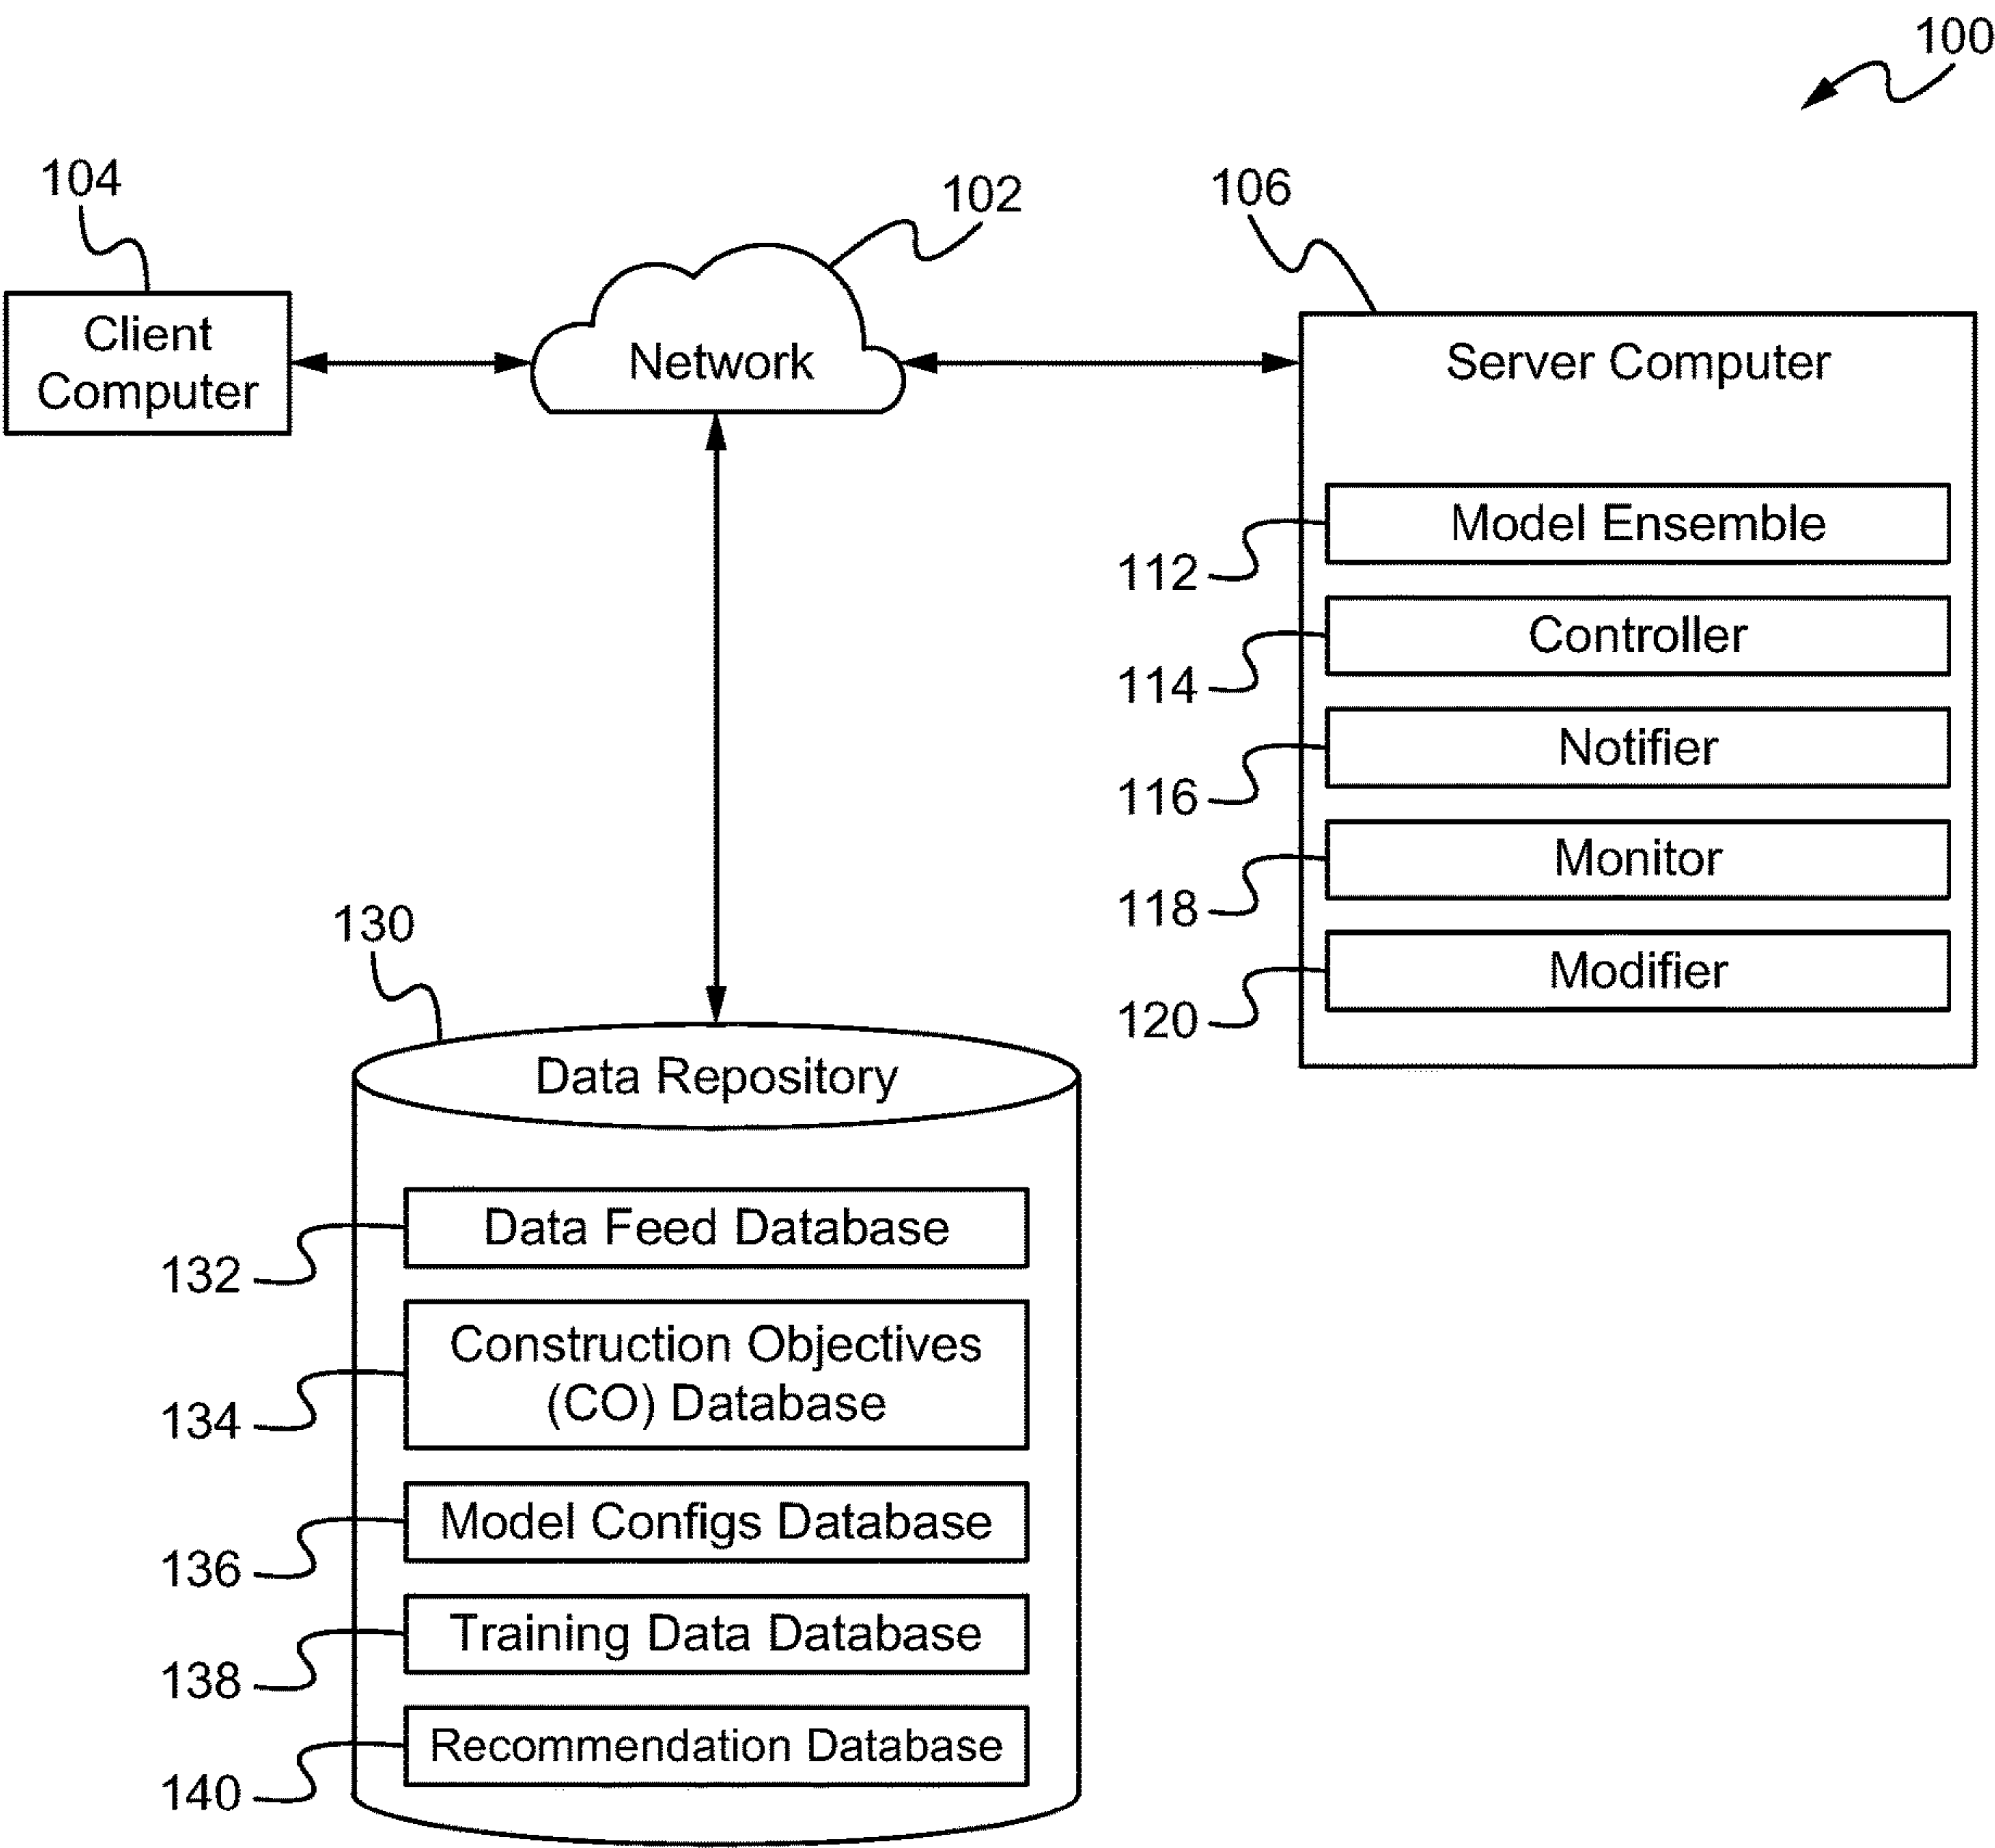 100
104
102
106
Client
Computer
Network
Server Computer
Model Ensemble
112
Controller
114
Notifier
116
Monitor
118
Modifier
120
130
Data Repository
Data Feed Database
132
Construction Objectives
(CO) Database
134
Model Configs Database
136
Training Data Database
138
Recommendation Database
140